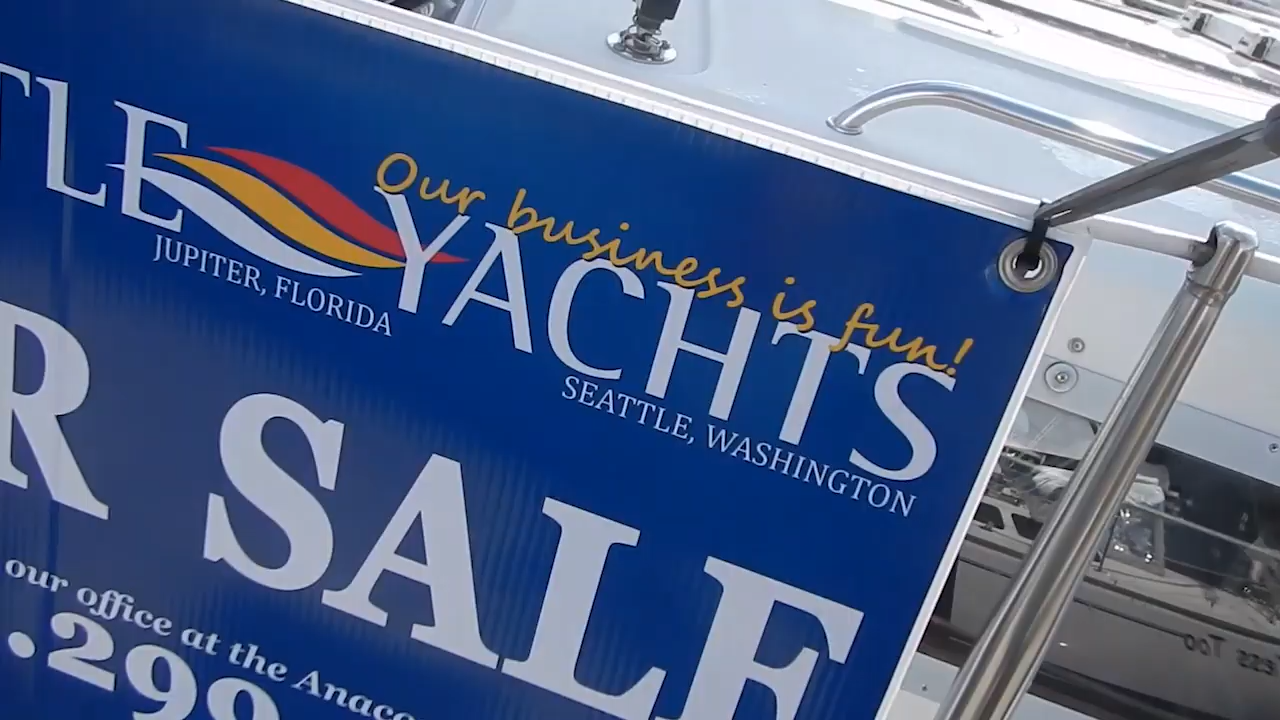 Our business is fun!
TLE YACHTS
JUPITER, FLORIDA
SEATTLE, WASHINGTON
R SALE
our office at the Anaco
.299